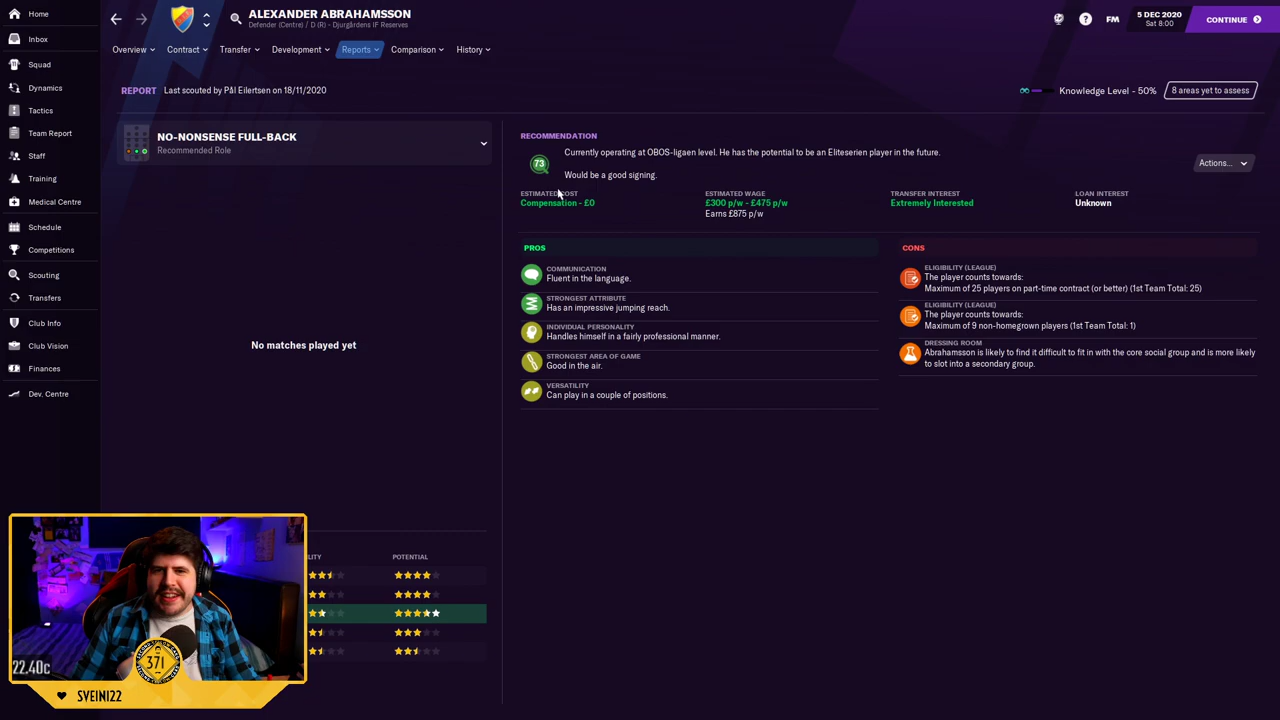 Home
Inbox
Squad
Dynamics
Tactics
Team Report
Staff
Training
Medical Centre
Schedule
Competitions
Scouting
Transfers
Club Info
Club Vision
Finances
Dev. Centre
ALEXANDER ABRAHAMSSON
Defender (Centre) / D (R) - Djurgårdens IF Reserves
?
FM
5 DEC 2020
Sat 8:00
CONTINUE
Overview
Contract
Transfer
Development
Reports
Comparison
History
REPORT Last scouted by Pål Eilertsen on 18/11/2020
Knowledge Level - 50%
8 areas yet to assess
NO-NONSENSE FULL-BACK
Recommended Role
No matches played yet
RECOMMENDATION
73
Currently operating at OBOS-ligaen level. He has the potential to be an Eliteserien player in the future.
Would be a good signing.
Actions...
ESTIMATED COST
Compensation - £0
ESTIMATED WAGE
£300 p/w - £475 p/w
Earns £875 p/w
TRANSFER INTEREST
Extremely Interested
LOAN INTEREST
Unknown
PROS
COMMUNICATION
Fluent in the language.
STRONGEST ATTRIBUTE
Has an impressive jumping reach.
INDIVIDUAL PERSONALITY
Handles himself in a fairly professional manner.
STRONGEST AREA OF GAME
Good in the air.
VERSATILITY
Can play in a couple of positions.
CONS
ELIGIBILITY (LEAGUE)
The player counts towards:
Maximum of 25 players on part-time contract (or better) (1st Team Total: 25)
ELIGIBILITY (LEAGUE)
The player counts towards:
Maximum of 9 non-homegrown players (1st Team Total: 1)
DRESSING ROOM
Abrahamsson is likely to find it difficult to fit in with the core social group and is more likely
to slot into a secondary group.
ILITY
POTENTIAL
22.40c
371
SVEINI22